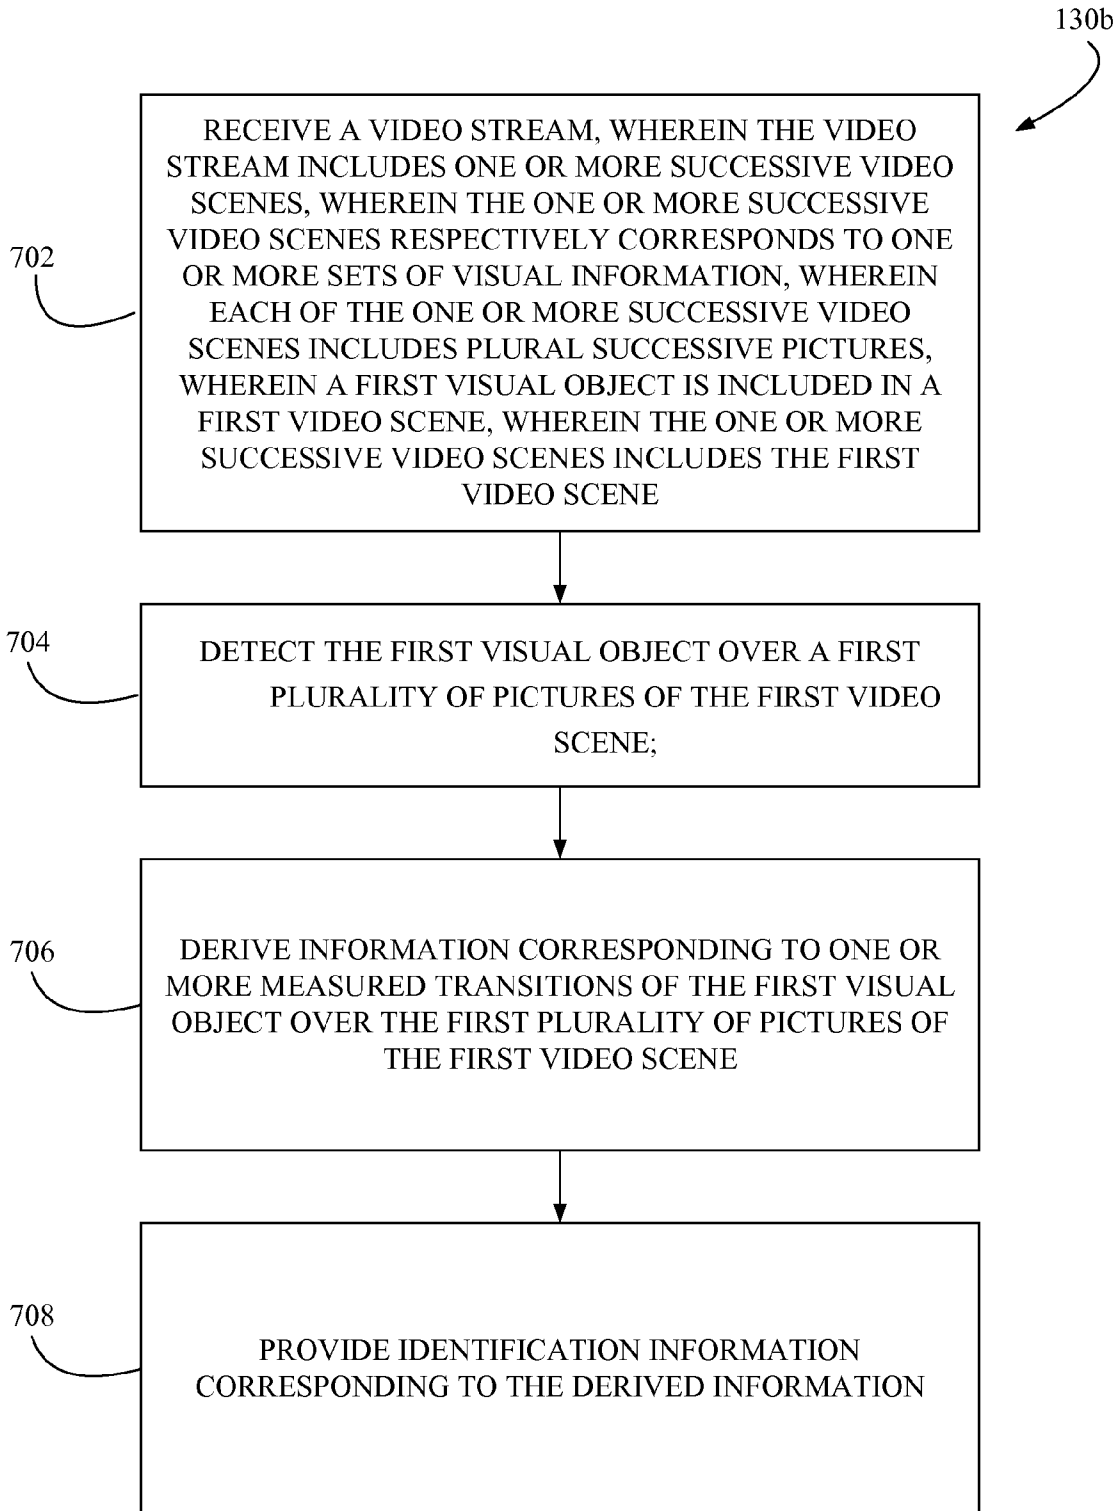 130b
RECEIVE A VIDEO STREAM, WHEREIN THE VIDEO
STREAM INCLUDES ONE OR MORE SUCCESSIVE VIDEO
SCENES, WHEREIN THE ONE OR MORE SUCCESSIVE
VIDEO SCENES RESPECTIVELY CORRESPONDS TO ONE
OR MORE SETS OF VISUAL INFORMATION, WHEREIN
EACH OF THE ONE OR MORE SUCCESSIVE VIDEO
SCENES INCLUDES PLURAL SUCCESSIVE PICTURES,
WHEREIN A FIRST VISUAL OBJECT IS INCLUDED IN A
FIRST VIDEO SCENE, WHEREIN THE ONE OR MORE
SUCCESSIVE VIDEO SCENES INCLUDES THE FIRST
VIDEO SCENE
702
704
DETECT THE FIRST VISUAL OBJECT OVER A FIRST
PLURALITY OF PICTURES OF THE FIRST VIDEO
SCENE;
706
DERIVE INFORMATION CORRESPONDING TO ONE OR
MORE MEASURED TRANSITIONS OF THE FIRST VISUAL
OBJECT OVER THE FIRST PLURALITY OF PICTURES OF
THE FIRST VIDEO SCENE
708
PROVIDE IDENTIFICATION INFORMATION
CORRESPONDING TO THE DERIVED INFORMATION